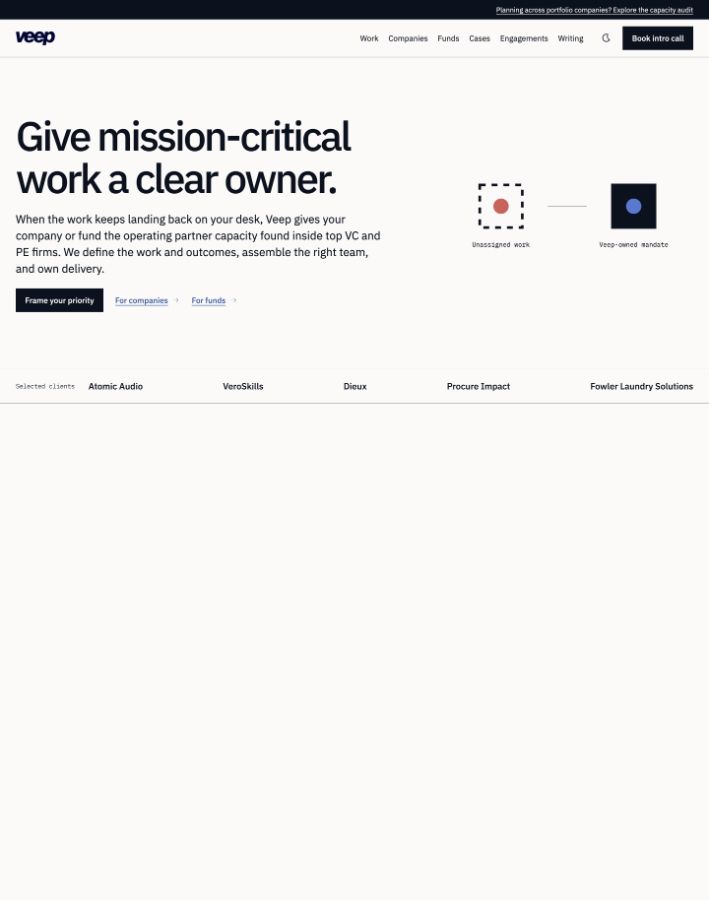 Planning across portfolio companies? Explore the capacity audit
veep
Work Companies Funds Cases Engagements Writing Book intro call
Give mission-critical
work a clear owner.
When the work keeps landing back on your desk, Veep gives your
company or fund the operating partner capacity found inside top VC and
PE firms. We define the work and outcomes, assemble the right team,
and own delivery.
Frame your priority For companies → For funds →
Unassigned work Veep-owned mandate
Selected clients Atomic Audio VeroSkills Dieux Procure Impact Fowler Laundry Solutions